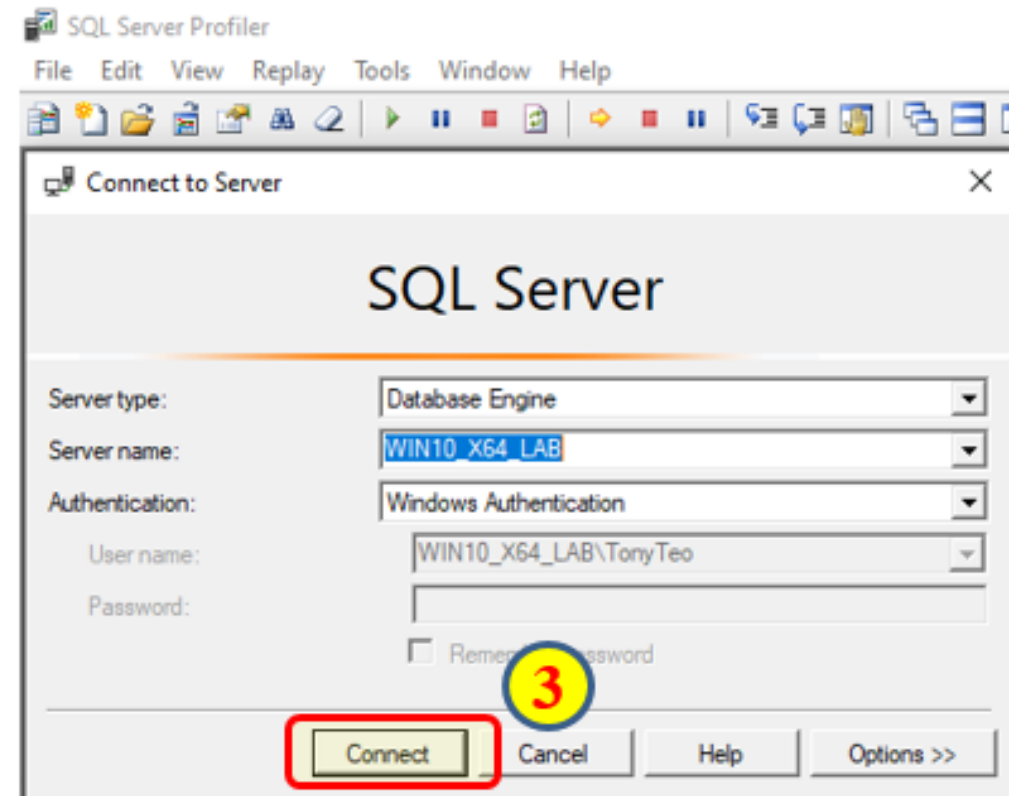 SQL Server Profiler
File Edit View Replay Tools Window Help
Connect to Server
SQL Server
Server type: Database Engine
Server name: WIN10_X64_LAB
Authentication: Windows Authentication
User name: WIN10_X64_LAB\TonyTeo
Password:
3
Connect Cancel Help Options >>